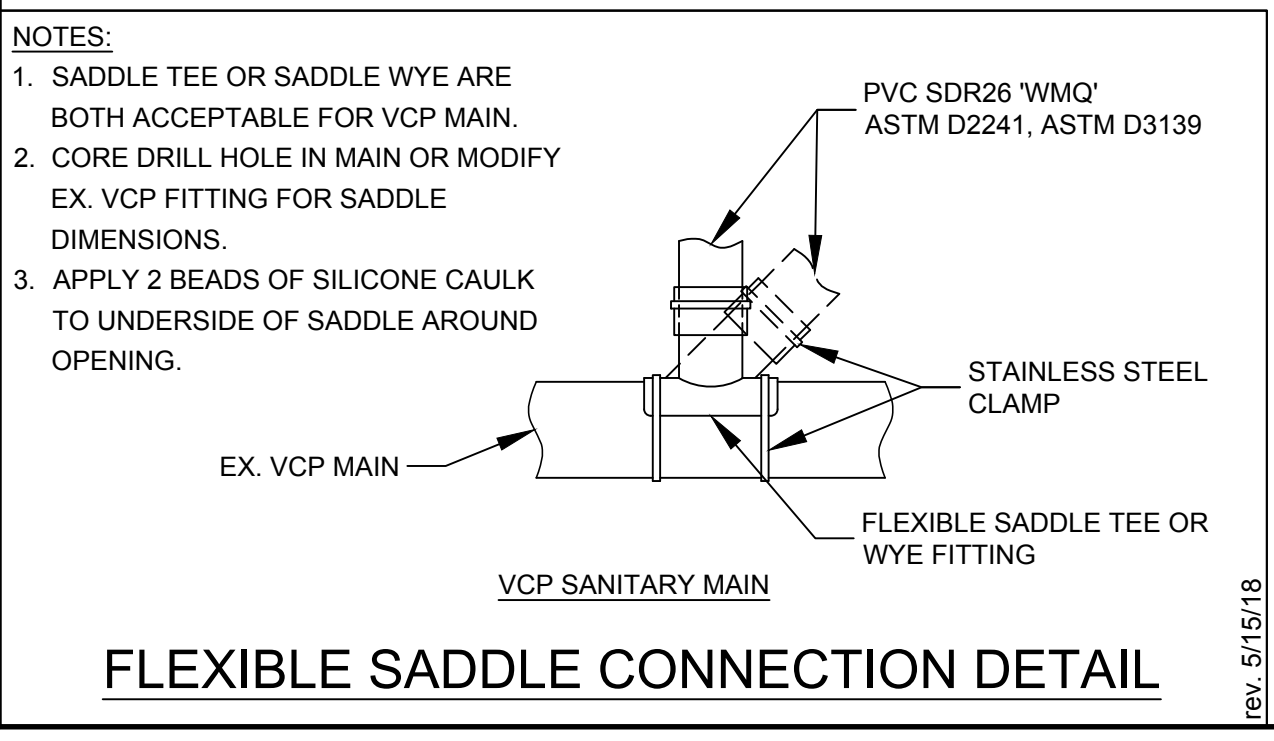 NOTES:
1. SADDLE TEE OR SADDLE WYE ARE
BOTH ACCEPTABLE FOR VCP MAIN.
2. CORE DRILL HOLE IN MAIN OR MODIFY
EX. VCP FITTING FOR SADDLE
DIMENSIONS.
3. APPLY 2 BEADS OF SILICONE CAULK
TO UNDERSIDE OF SADDLE AROUND
OPENING.
PVC SDR26 'WMQ'
ASTM D2241, ASTM D3139
STAINLESS STEEL
CLAMP
EX. VCP MAIN
FLEXIBLE SADDLE TEE OR
WYE FITTING
VCP SANITARY MAIN
FLEXIBLE SADDLE CONNECTION DETAIL
rev. 5/15/18